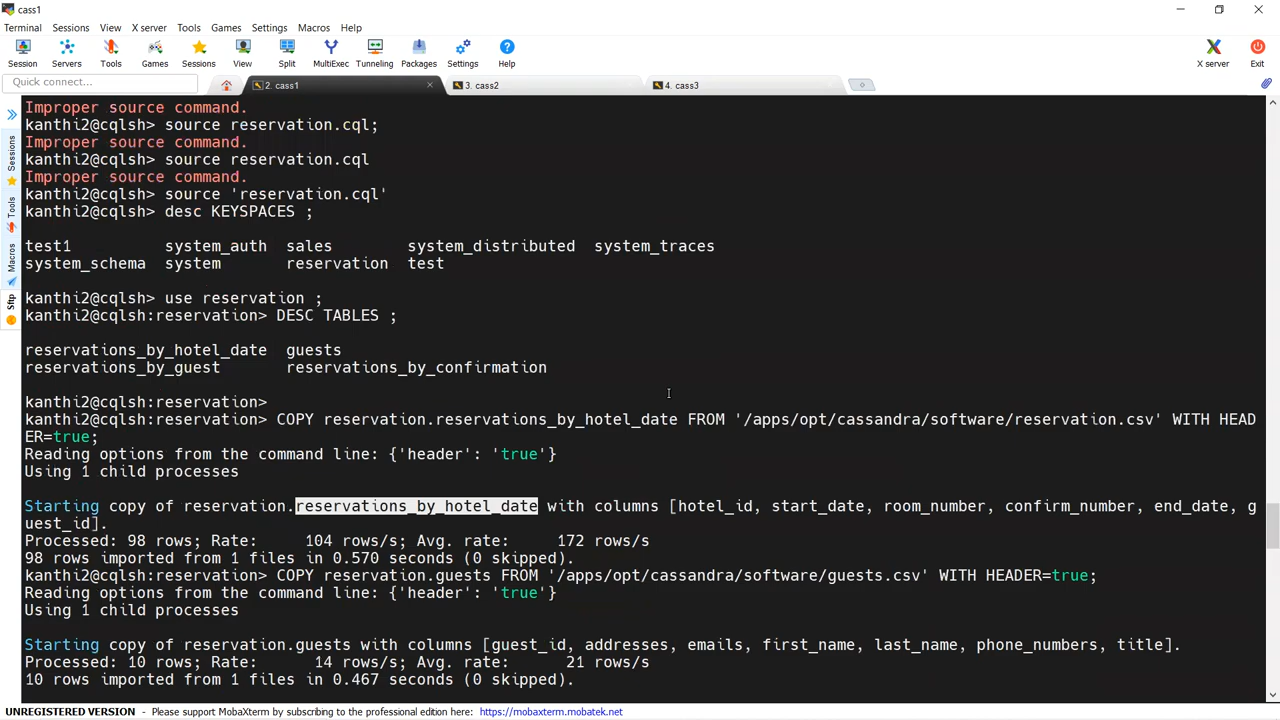 cass1
Terminal Sessions View X server Tools Games Settings Macros Help
Session Servers Tools Games Sessions View Split MultiExec Tunneling Packages Settings Help X server Exit
Quick connect...
2. cass1
3. cass2
4. cass3
Sessions
Tools
Macros
Sftp
Improper source command.
kanthi2@cqlsh> source reservation.cql;
Improper source command.
kanthi2@cqlsh> source reservation.cql
Improper source command.
kanthi2@cqlsh> source 'reservation.cql'
kanthi2@cqlsh> desc KEYSPACES ;
test1 system_auth sales system_distributed system_traces
system_schema system reservation test
kanthi2@cqlsh> use reservation ;
kanthi2@cqlsh:reservation> DESC TABLES ;
reservations_by_hotel_date guests
reservations_by_guest reservations_by_confirmation
kanthi2@cqlsh:reservation>
kanthi2@cqlsh:reservation> COPY reservation.reservations_by_hotel_date FROM '/apps/opt/cassandra/software/reservation.csv' WITH HEAD
ER=true;
Reading options from the command line: {'header': 'true'}
Using 1 child processes
Starting copy of reservation.reservations_by_hotel_date with columns [hotel_id, start_date, room_number, confirm_number, end_date, g
uest_id].
Processed: 98 rows; Rate: 104 rows/s; Avg. rate: 172 rows/s
98 rows imported from 1 files in 0.570 seconds (0 skipped).
kanthi2@cqlsh:reservation> COPY reservation.guests FROM '/apps/opt/cassandra/software/guests.csv' WITH HEADER=true;
Reading options from the command line: {'header': 'true'}
Using 1 child processes
Starting copy of reservation.guests with columns [guest_id, addresses, emails, first_name, last_name, phone_numbers, title].
Processed: 10 rows; Rate: 14 rows/s; Avg. rate: 21 rows/s
10 rows imported from 1 files in 0.467 seconds (0 skipped).
UNREGISTERED VERSION - Please support MobaXterm by subscribing to the professional edition here: https://mobaxterm.mobatek.net